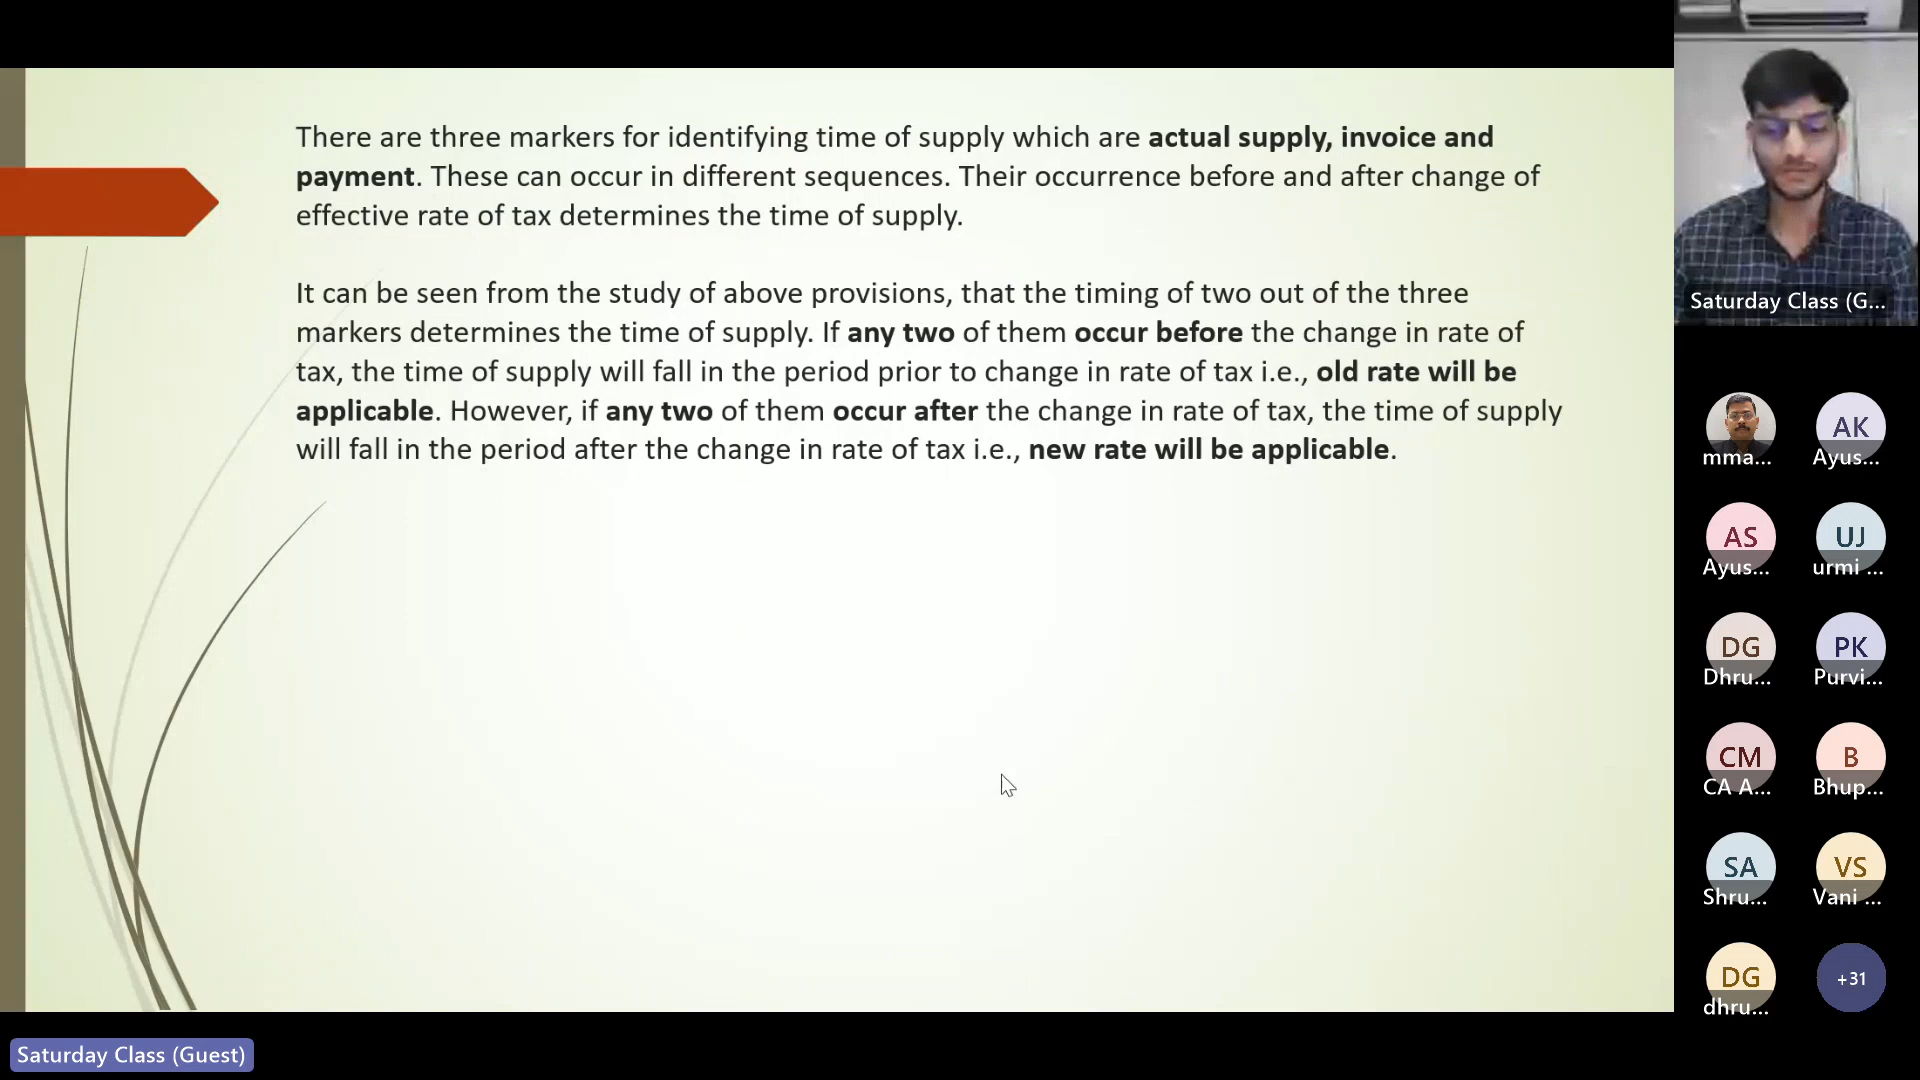 There are three markers for identifying time of supply which are actual supply, invoice and
payment. These can occur in different sequences. Their occurrence before and after change of
effective rate of tax determines the time of supply.
It can be seen from the study of above provisions, that the timing of two out of the three
markers determines the time of supply. If any two of them occur before the change in rate of
tax, the time of supply will fall in the period prior to change in rate of tax i.e., old rate will be
applicable. However, if any two of them occur after the change in rate of tax, the time of supply
will fall in the period after the change in rate of tax i.e., new rate will be applicable.
Saturday Class (G...
mma...
AK
Ayus...
AS
Ayus...
UJ
urmi ...
DG
Dhru...
PK
Purvi...
CM
CA A...
B
Bhup...
SA
Shru...
VS
Vani ...
DG
dhru...
+31
Saturday Class (Guest)